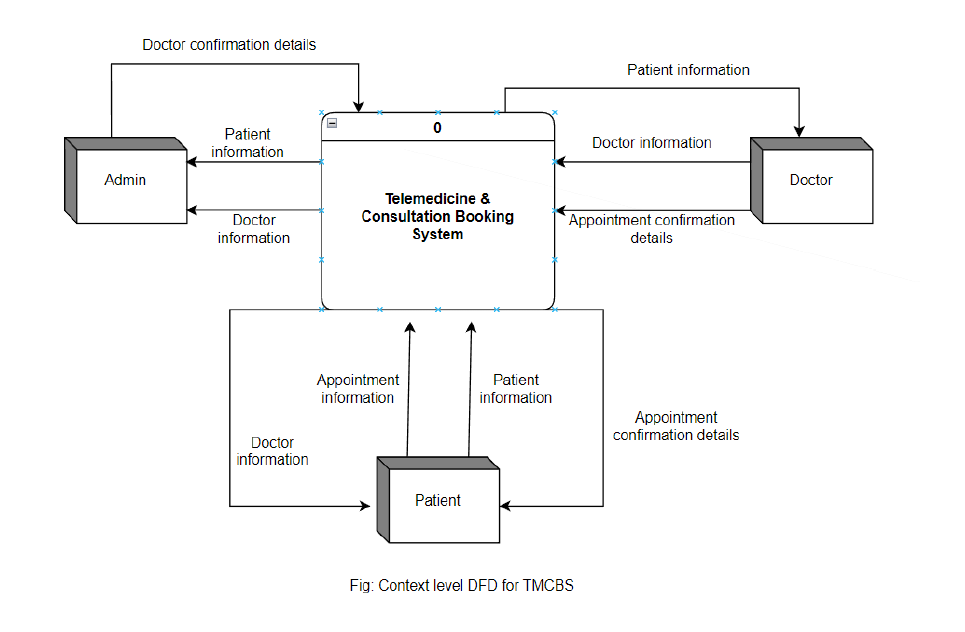 Doctor confirmation details
Patient information
0
Patient
information
Doctor information
Admin
Doctor
Telemedicine &
Consultation Booking
System
Doctor
information
Appointment confirmation
details
Appointment
information
Patient
information
Appointment
confirmation details
Doctor
information
Patient
Fig: Context level DFD for TMCBS